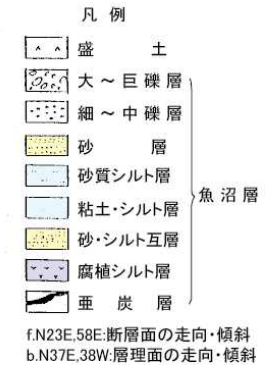 凡例
盛土
大～巨礫層
細～中礫層
砂層
砂質シルト層
粘土・シルト層
砂・シルト互層
腐植シルト層
亜炭層
魚沼層
f.N23E,58E:断層面の走向・傾斜
b.N37E,38W:層理面の走向・傾斜